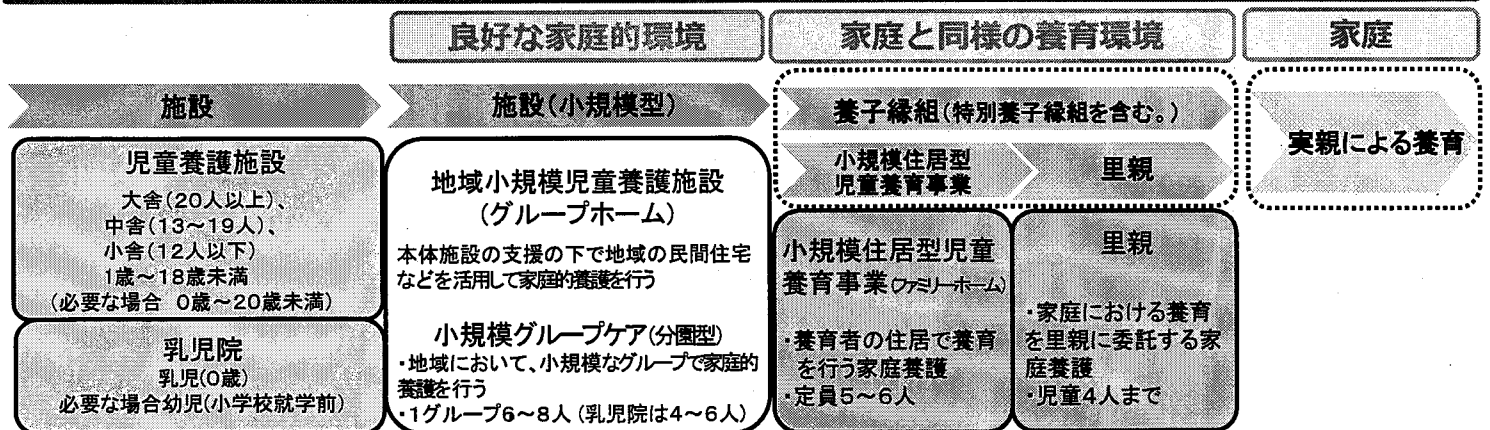 良好な家庭的環境
家庭と同様の養育環境
家庭
施設
施設(小規模型)
養子縁組(特別養子縁組を含む。)
小規模住居型
児童養育事業
里親
実親による養育
児童養護施設
大舎(20人以上)、
中舎(13～19人)、
小舎(12人以下)
1歳～18歳未満
(必要な場合 0歳～20歳未満)
乳児院
乳児(0歳)
必要な場合幼児(小学校就学前)
地域小規模児童養護施設
(グループホーム)
本体施設の支援の下で地域の民間住宅
などを活用して家庭的養護を行う
小規模グループケア(分園型)
・地域において、小規模なグループで家庭的
養護を行う
・1グループ6～8人 (乳児院は4～6人)
小規模住居型児童
養育事業(ファミリーホーム)
・養育者の住居で養育
を行う家庭養護
・定員5～6人
里親
・家庭における養育
を里親に委託する家
庭養護
・児童4人まで